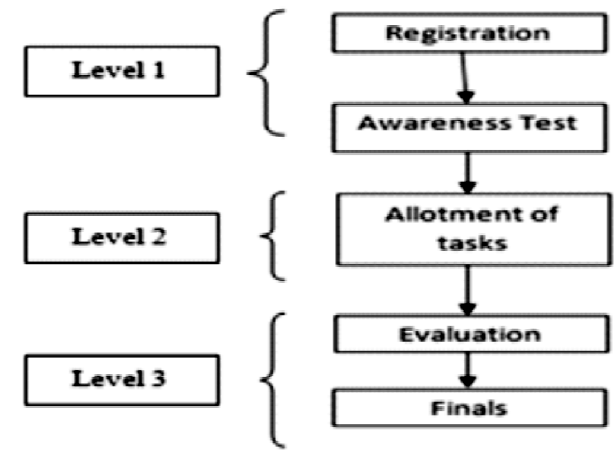 Registration
Level 1
Awareness Test
Allotment of
tasks
Level 2
Evaluation
Level 3
Finals